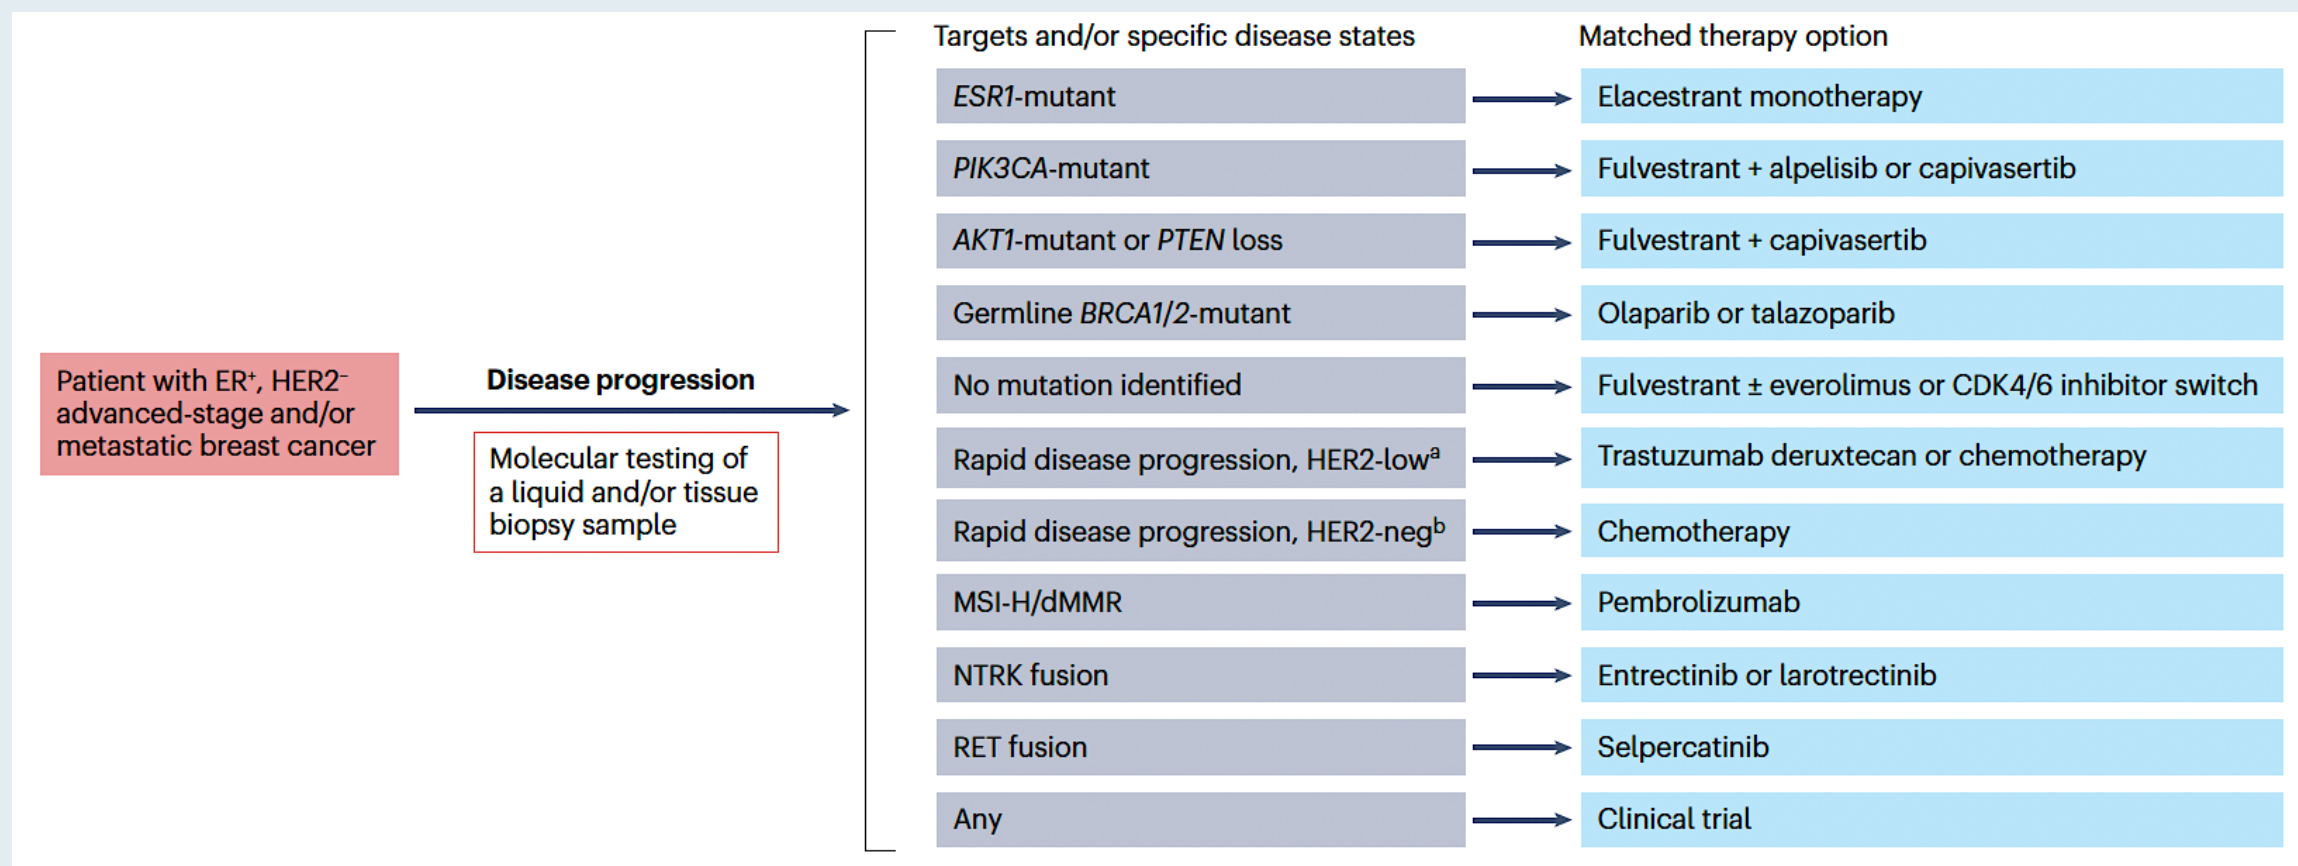 Targets and/or specific disease states
Matched therapy option
ESR1-mutant
Elacestrant monotherapy
PIK3CA-mutant
Fulvestrant + alpelisib or capivasertib
AKT1-mutant or PTEN loss
Fulvestrant + capivasertib
Germline BRCA1/2-mutant
Olaparib or talazoparib
Patient with ER⁺, HER2⁻
advanced-stage and/or
metastatic breast cancer
Disease progression
Molecular testing of
a liquid and/or tissue
biopsy sample
No mutation identified
Fulvestrant ± everolimus or CDK4/6 inhibitor switch
Rapid disease progression, HER2-lowᵃ
Trastuzumab deruxtecan or chemotherapy
Rapid disease progression, HER2-negᵇ
Chemotherapy
MSI-H/dMMR
Pembrolizumab
NTRK fusion
Entrectinib or larotrectinib
RET fusion
Selpercatinib
Any
Clinical trial